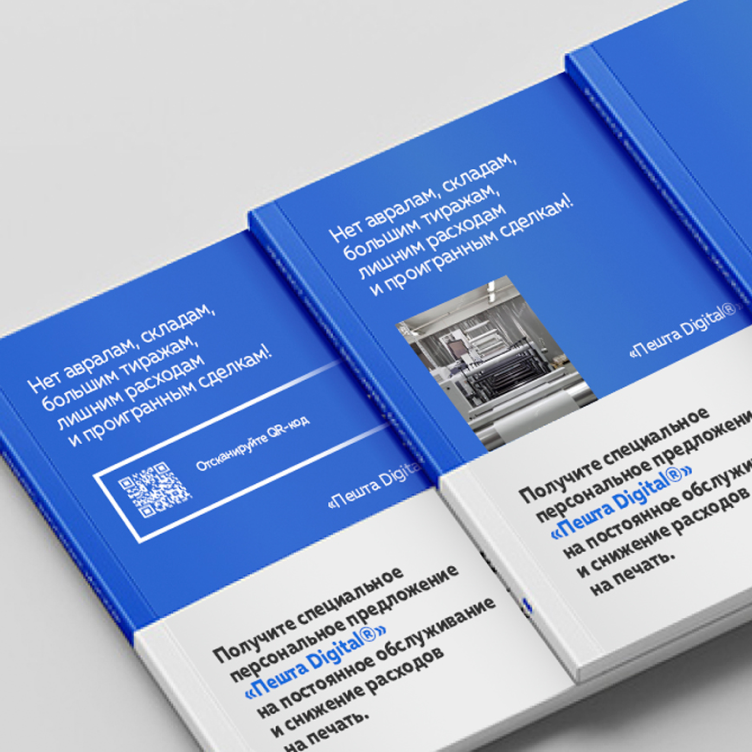 Нет авралам, складам,
большим тиражам,
лишним расходам
и проигранным сделкам!
Отсканируйте QR-код
«Пешта Digital
Получите специальное
персональное предложение
«Пешта Digital®»
на постоянное обслуживание
и снижение расходов
на печать.
Нет авралам, складам,
большим тиражам,
лишним расходам
и проигранным сделкам!
«Пешта Digital®»
Получите специальное
персональное предложени
«Пешта Digital®»
на постоянное обслужи
и снижение расходов
на печать.